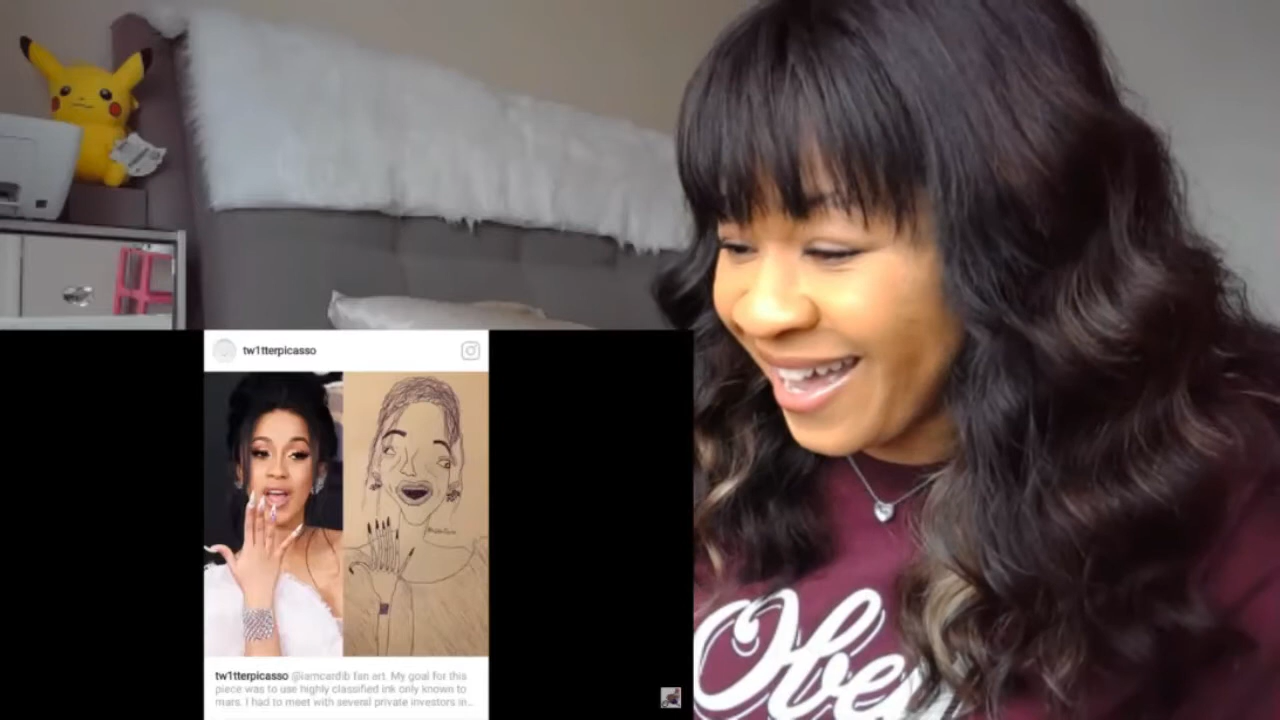 tw1tterpicasso
tw1tterpicasso @iamcardib fan art. My goal for this
piece was to use highly classified ink only known to
mars. I had to meet with several private investors in...
Obey